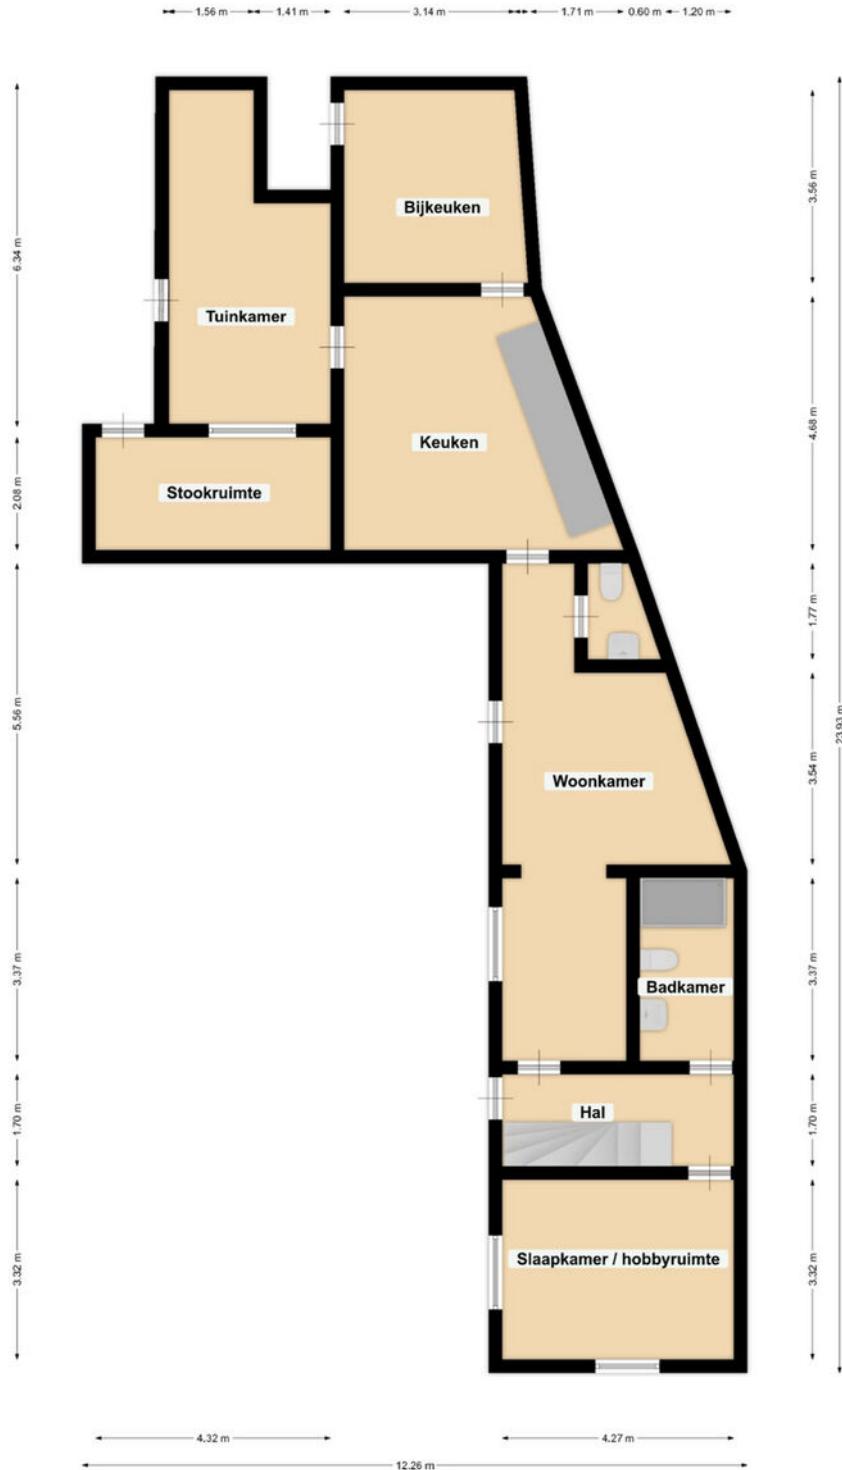 1.56 m
1.41 m
3.14 m
1.71 m
0.60 m
1.20 m
6.34 m
2.08 m
5.56 m
3.37 m
1.70 m
3.32 m
Bijkeuken
Tuinkamer
Keuken
Stookruimte
Woonkamer
Badkamer
Hal
Slaapkamer / hobbyruimte
3.56 m
4.68 m
1.77 m
3.54 m
3.37 m
1.70 m
3.32 m
23.93 m
4.32 m
4.27 m
12.26 m